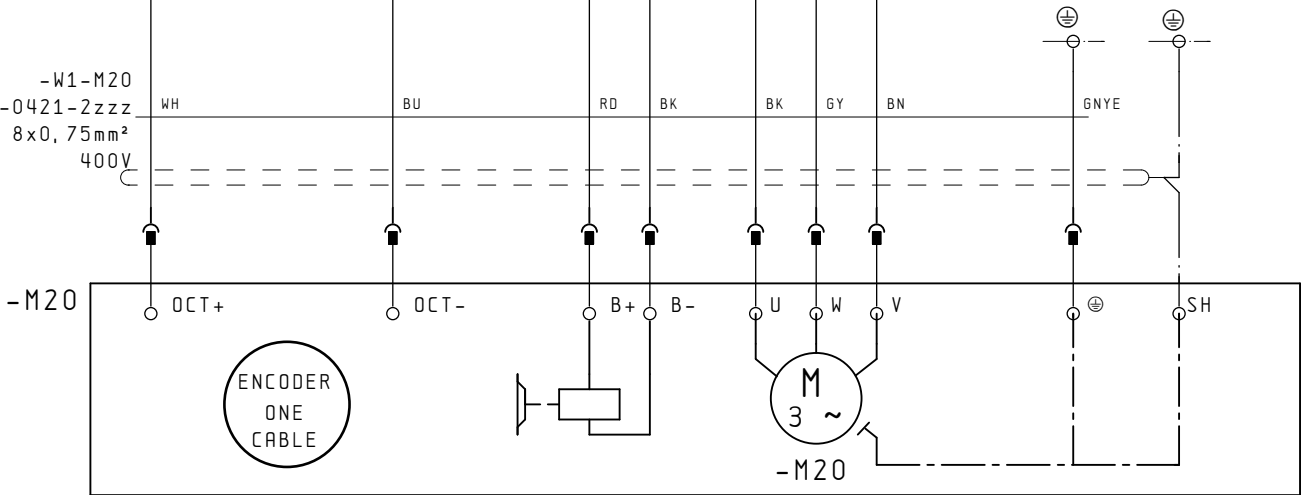 -W1-M20
-0421-2zzz
8x0,75mm²
400V
WH BU RD BK BK GY BN GNYE
-M20
OCT+ OCT- B+ B- U W V SH
ENCODER
ONE
CABLE
M
3 ~
-M20